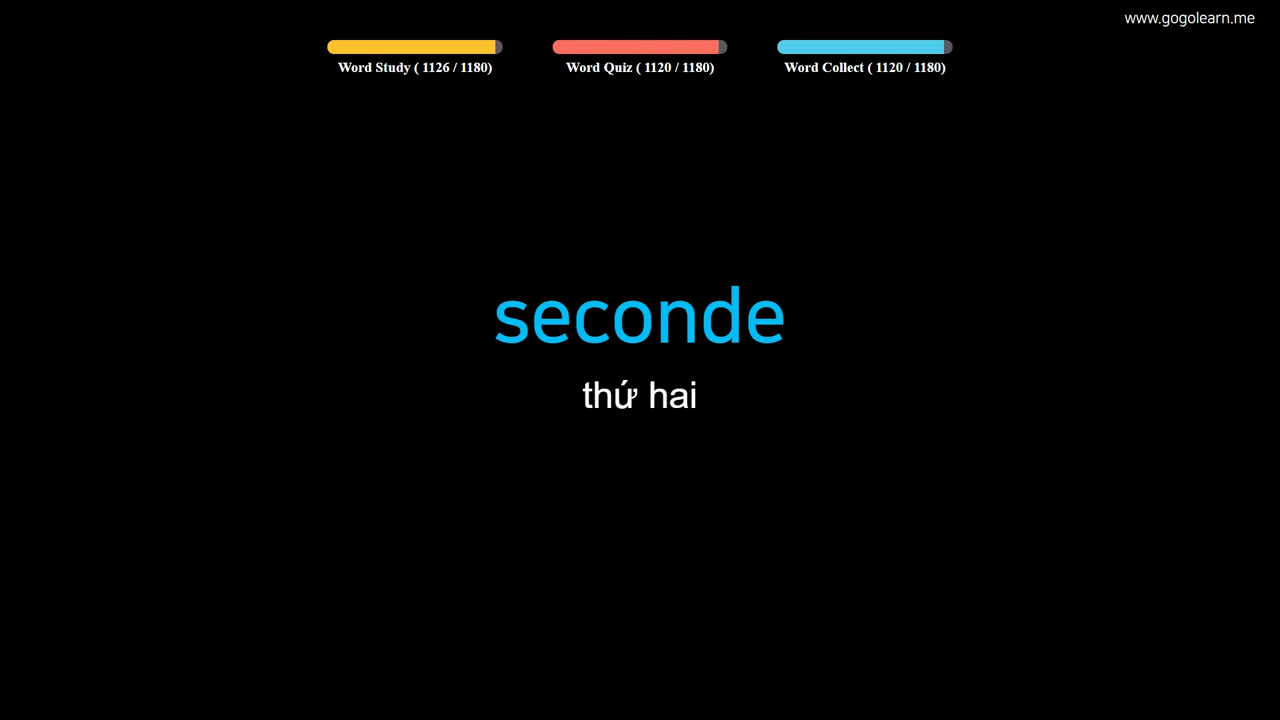 www.gogolearn.me
Word Study ( 1126 / 1180)
Word Quiz ( 1120 / 1180)
Word Collect ( 1120 / 1180)
seconde
thứ hai